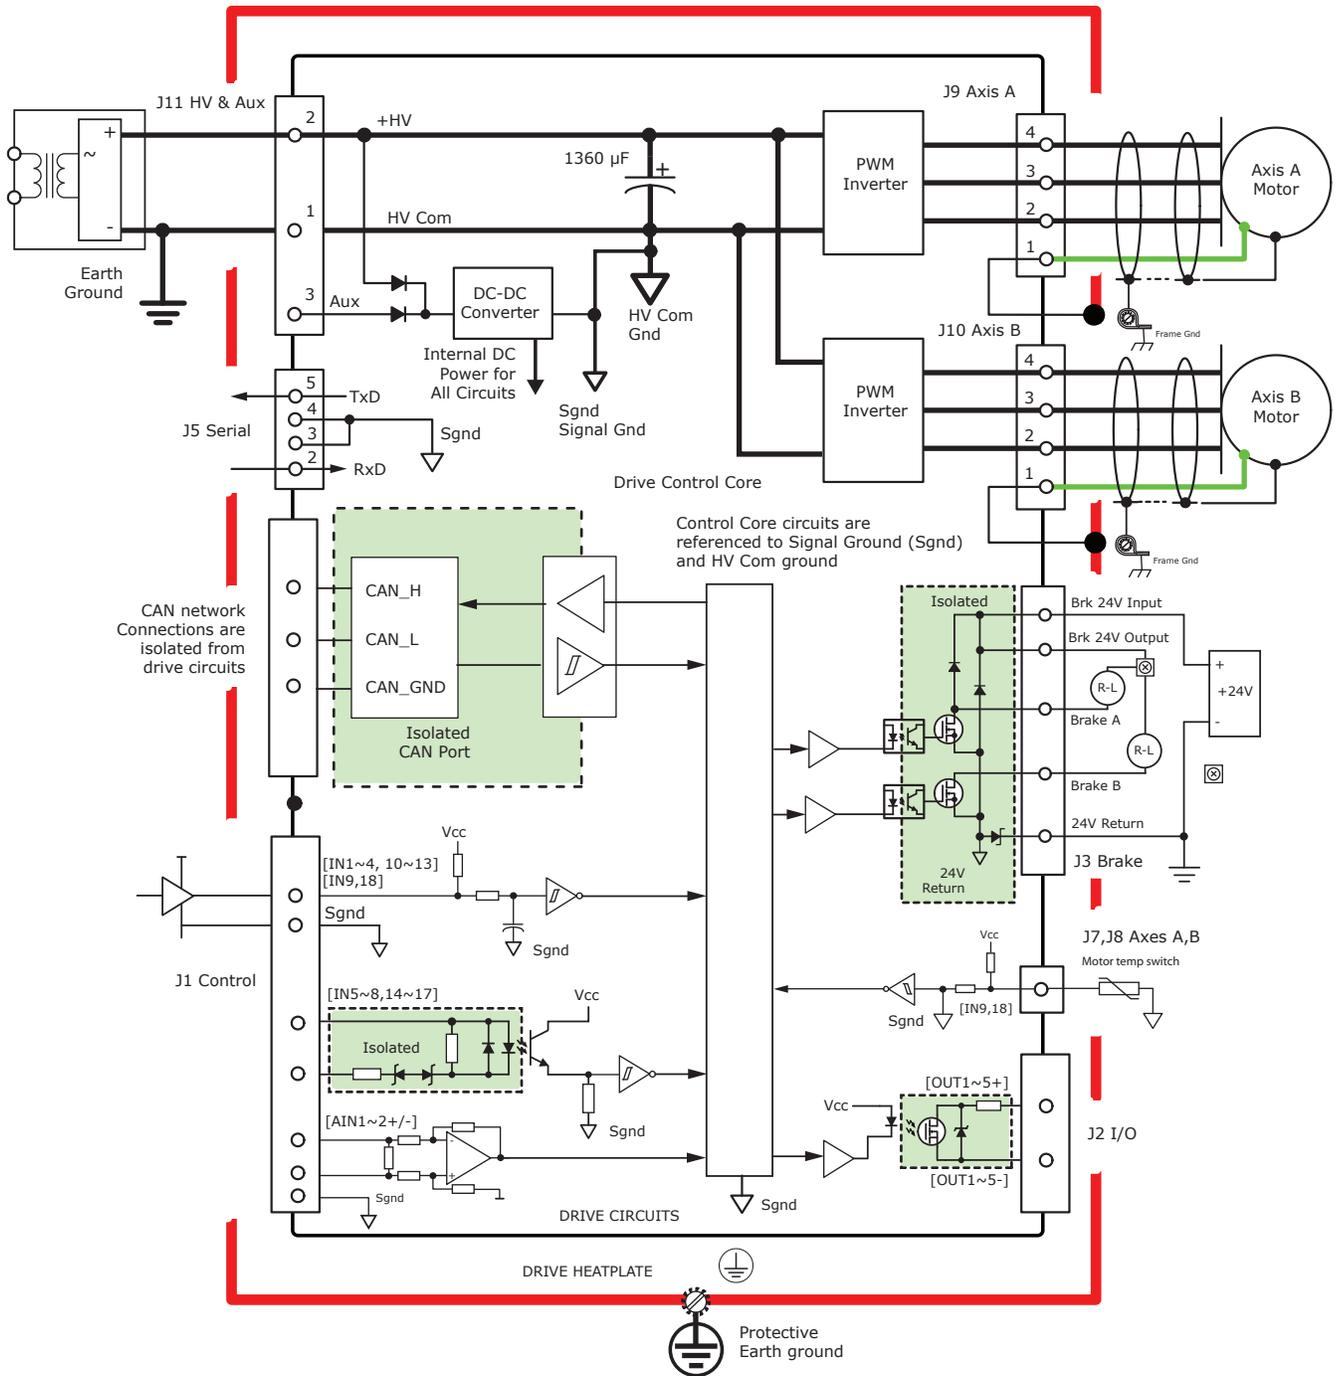 J11 HV & Aux
2
+HV
1360 µF
+
PWM
Inverter
J9 Axis A
4
3
2
1
Axis A
Motor
+
~
-
1
HV Com
Earth
Ground
3
Aux
DC-DC
Converter
HV Com
Gnd
Internal DC
Power for
All Circuits
Sgnd
Signal Gnd
Frame Gnd
J10 Axis B
4
3
2
1
PWM
Inverter
Axis B
Motor
Frame Gnd
J5 Serial
5
TxD
4
3
Sgnd
2
RxD
Drive Control Core
Control Core circuits are
referenced to Signal Ground (Sgnd)
and HV Com ground
CAN network
Connections are
isolated from
drive circuits
CAN_H
CAN_L
CAN_GND
Isolated
CAN Port
Isolated
Brk 24V Input
Brk 24V Output
R-L
+
+24V
-
Brake A
R-L
Brake B
24V Return
24V
Return
J3 Brake
Vcc
[IN1~4, 10~13]
[IN9,18]
Sgnd
Sgnd
J1 Control
J7,J8 Axes A,B
Motor temp switch
Vcc
[IN9,18]
Sgnd
[IN5~8,14~17]
Vcc
Isolated
Sgnd
[AIN1~2+/-]
-
+
Sgnd
[OUT1~5+]
Vcc
[OUT1~5-]
J2 I/O
Sgnd
DRIVE CIRCUITS
DRIVE HEATPLATE
Protective
Earth ground